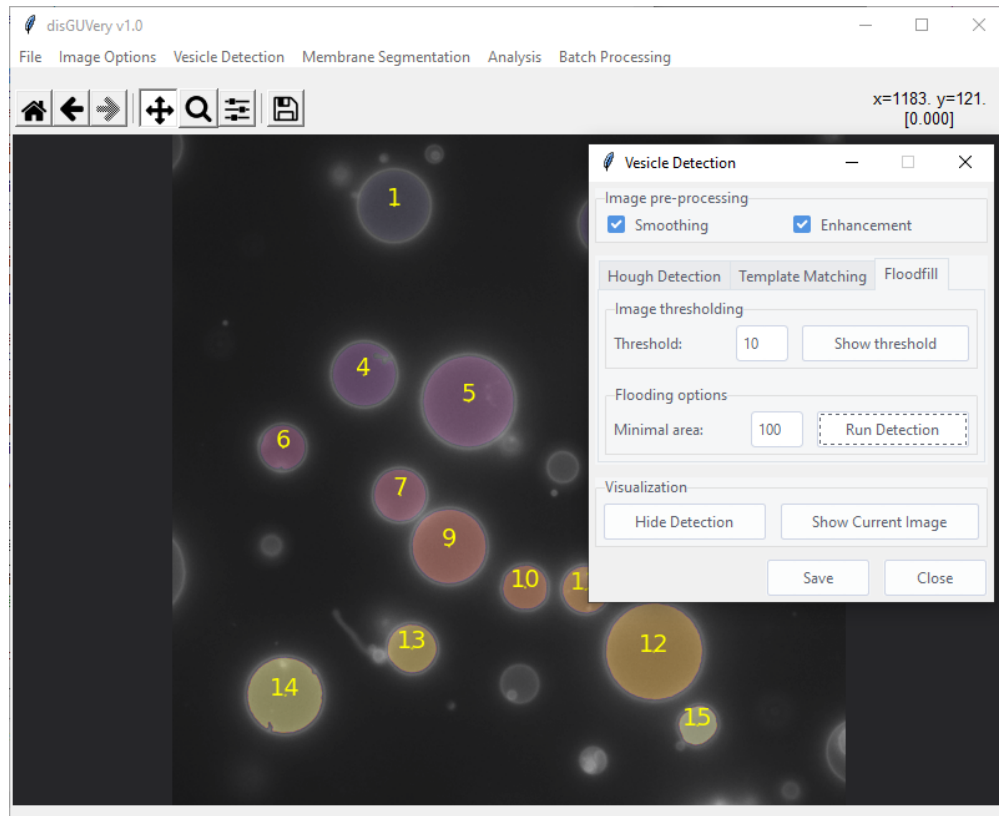 disGUVery v1.0
File Image Options Vesicle Detection Membrane Segmentation Analysis Batch Processing
x=1183. y=121.
[0.000]
Vesicle Detection
Image pre-processing
Smoothing Enhancement
Hough Detection Template Matching Floodfill
Image thresholding
Threshold: 10 Show threshold
Flooding options
Minimal area: 100 Run Detection
Visualization
Hide Detection Show Current Image
Save Close
1
4
5
6
7
9
10
12
13
14
15